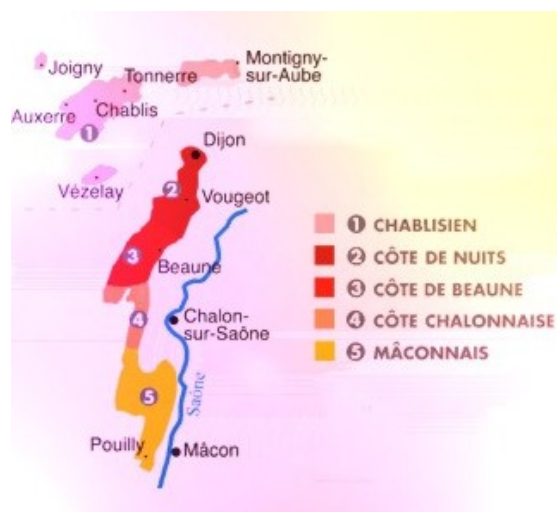 Joigny
Tonnerre
Montigny-
sur-Aube
Auxerre
Chablis
1
Dijon
Vézelay
2
Vougeot
3
Beaune
4
Chalon-
sur-Saône
5
Saône
Pouilly
Mâcon
1 CHABLISIEN
2 CÔTE DE NUITS
3 CÔTE DE BEAUNE
4 CÔTE CHALONNAISE
5 MÂCONNAIS